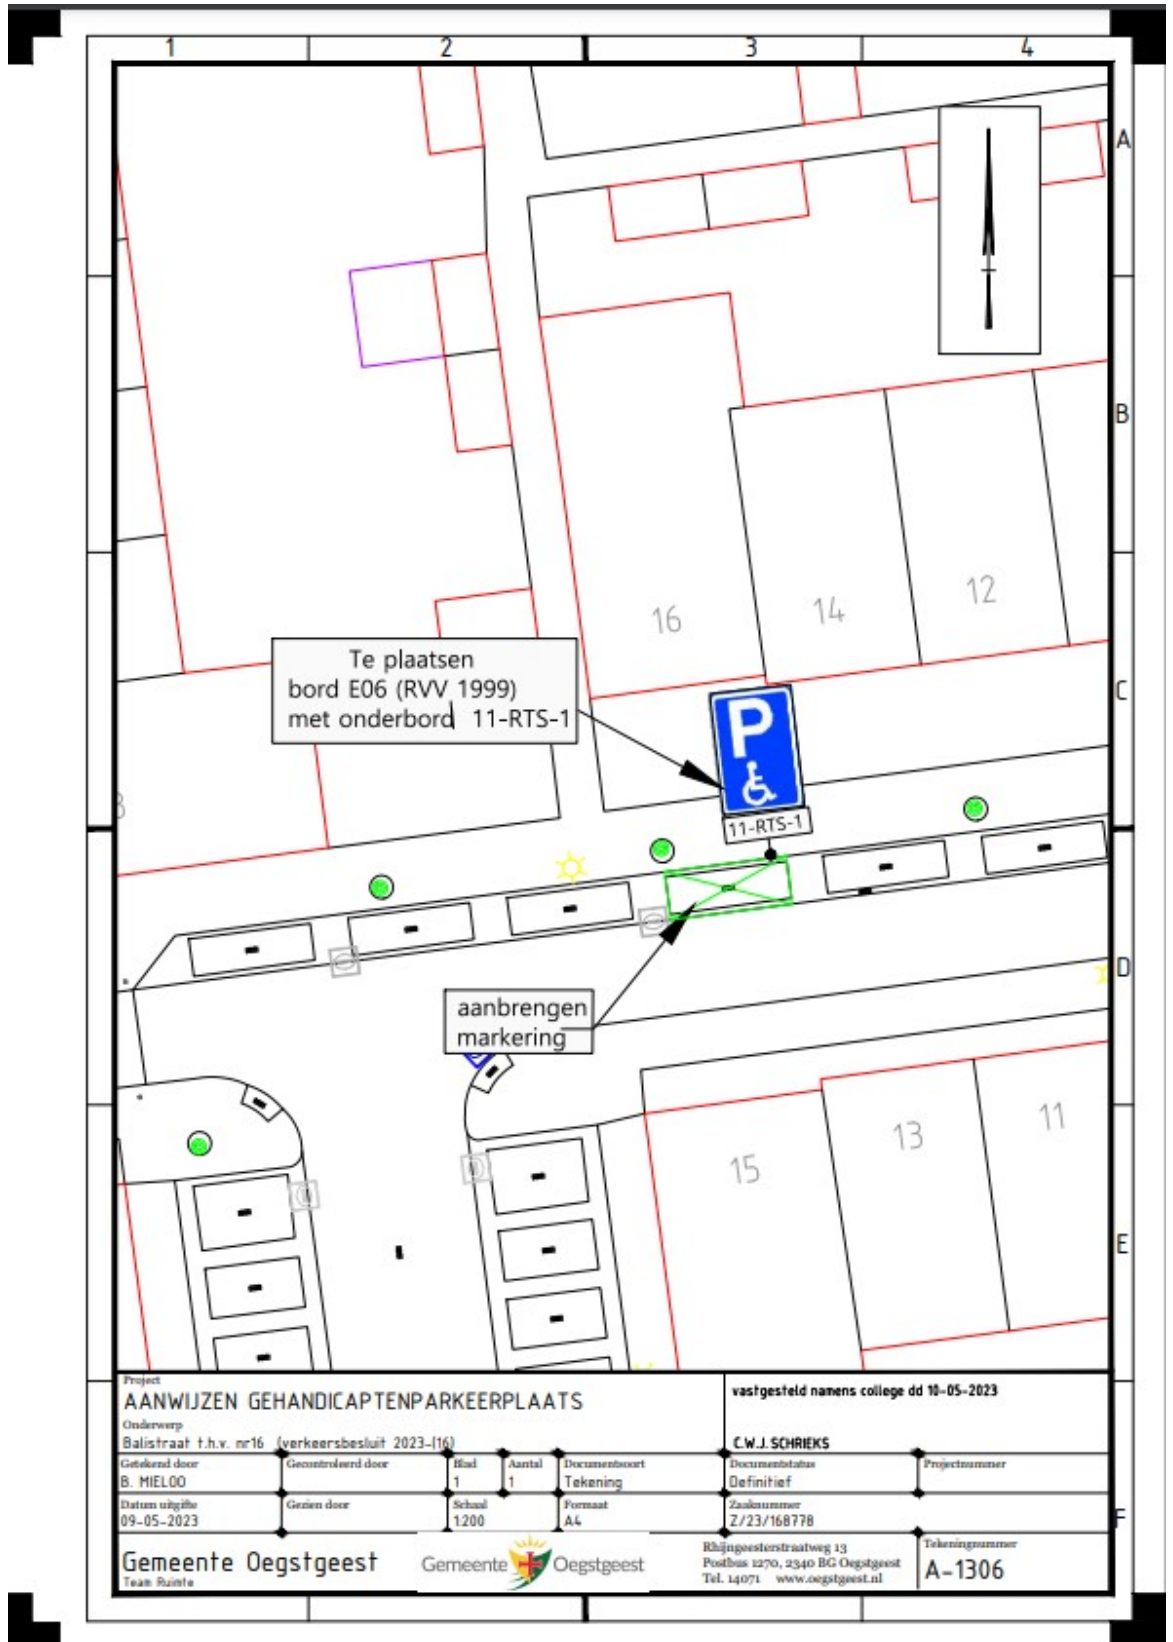 1 2 3 4
A
B
16 14 12
Te plaatsen
bord E06 (RVV 1999)
met onderbord 11-RTS-1
C
P
11-RTS-1
D
aanbrengen
markering
15 13 11
E
Project
AANWIJZEN GEHANDICAPTENPARKEERPLAATS
vastgesteld namens college dd 10-05-2023
Onderwerp
Balistraat t.h.v. nr16 (verkeersbesluit 2023-(16)
C.W.J. SCHRIEKS
Getekend door Gecontroleerd door Blad Aantal Documentsoort Documentstatus Projectnummer
B. MIELOO 1 1 Tekening Definitief
Datum uitgifte Gezien door Schaal Formaat Zaaknummer
09-05-2023 1:200 A4 Z/23/168778
F
Gemeente Oegstgeest
Team Ruimte
Gemeente Oegstgeest
Rhijngeesterstraatweg 13
Postbus 1270, 2340 BG Oegstgeest
Tel. 14071 www.oegstgeest.nl
Tekeningnummer
A-1306